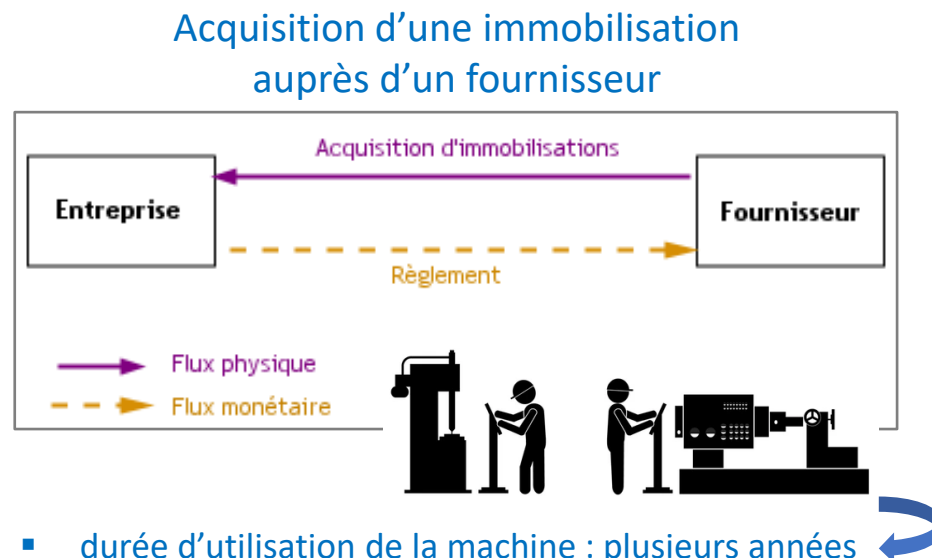 Acquisition d’une immobilisation
auprès d’un fournisseur
Acquisition d'immobilisations
Entreprise
Fournisseur
Règlement
Flux physique
Flux monétaire
▪ durée d’utilisation de la machine : plusieurs années